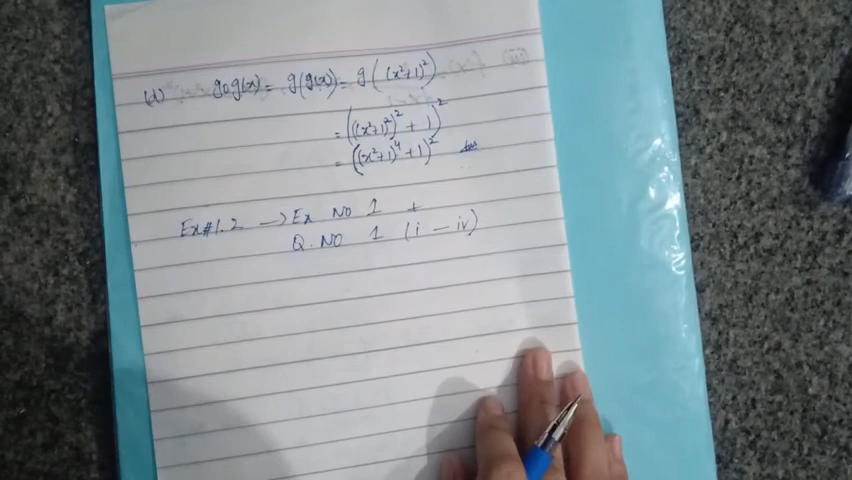 (d) gog(x) = g(g(x)) = g((x²+1)²)
= (((x²+1)²)² + 1)²
= ((x²+1)⁴ + 1)² Ans
Ex#1.2 → Ex NO 1 +
Q. NO 1 (i – iv)